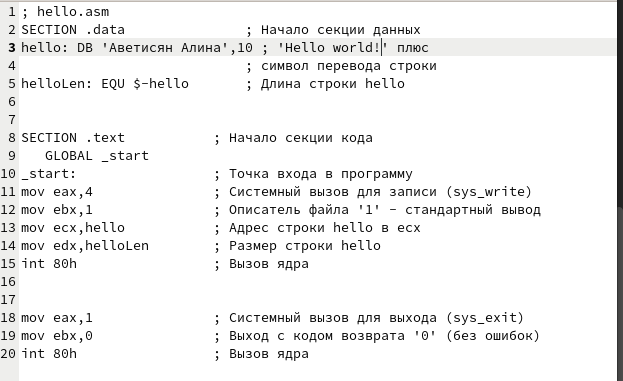 1 ; hello.asm
2 SECTION .data ; Начало секции данных
3 hello: DB 'Аветисян Алина',10 ; 'Hello world!' плюс
4 ; символ перевода строки
5 helloLen: EQU $-hello ; Длина строки hello
6
7
8 SECTION .text ; Начало секции кода
9 GLOBAL _start
10 _start: ; Точка входа в программу
11 mov eax,4 ; Системный вызов для записи (sys_write)
12 mov ebx,1 ; Описатель файла '1' - стандартный вывод
13 mov ecx,hello ; Адрес строки hello в ecx
14 mov edx,helloLen ; Размер строки hello
15 int 80h ; Вызов ядра
16
17
18 mov eax,1 ; Системный вызов для выхода (sys_exit)
19 mov ebx,0 ; Выход с кодом возврата '0' (без ошибок)
20 int 80h ; Вызов ядра